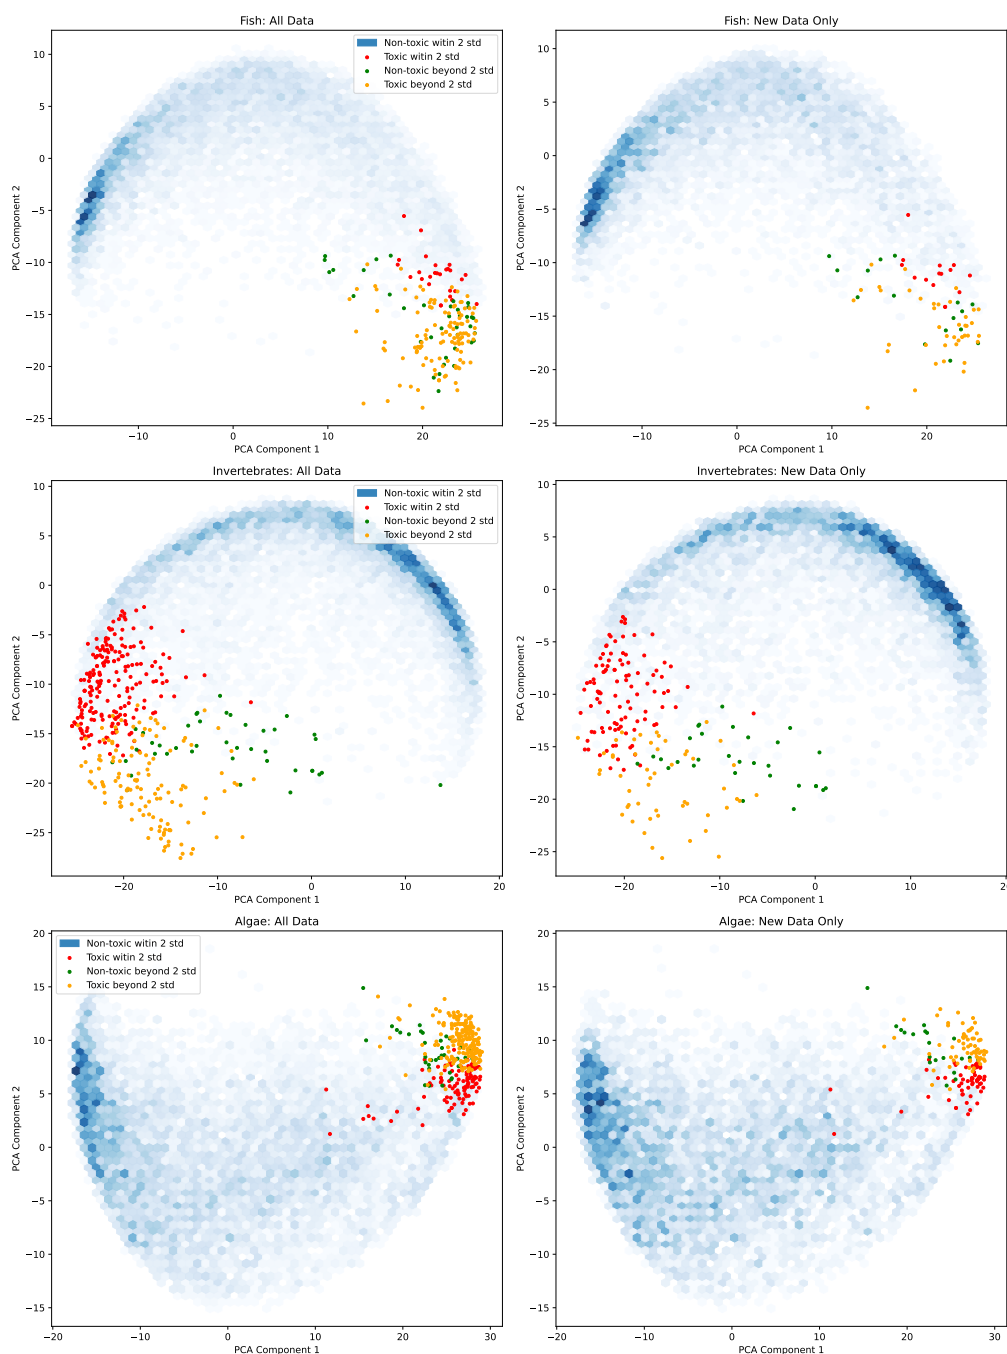 Fish: All Data
Fish: New Data Only
Non-toxic witin 2 std
Toxic witin 2 std
Non-toxic beyond 2 std
Toxic beyond 2 std
10
5
0
−5
−10
−15
−20
−25
PCA Component 2
−10
0
10
20
PCA Component 1
10
5
0
−5
−10
−15
−20
−25
PCA Component 2
−10
0
10
20
PCA Component 1
Invertebrates: All Data
Invertebrates: New Data Only
Non-toxic witin 2 std
Toxic witin 2 std
Non-toxic beyond 2 std
Toxic beyond 2 std
10
5
0
−5
−10
−15
−20
−25
PCA Component 2
−20
−10
0
10
20
PCA Component 1
10
5
0
−5
−10
−15
−20
−25
PCA Component 2
−20
−10
0
10
PCA Component 1
Algae: All Data
Algae: New Data Only
Non-toxic witin 2 std
Toxic witin 2 std
Non-toxic beyond 2 std
Toxic beyond 2 std
20
15
10
5
0
−5
−10
−15
PCA Component 2
−20
−10
0
10
20
30
PCA Component 1
20
15
10
5
0
−5
−10
−15
PCA Component 2
−20
−10
0
10
20
30
PCA Component 1